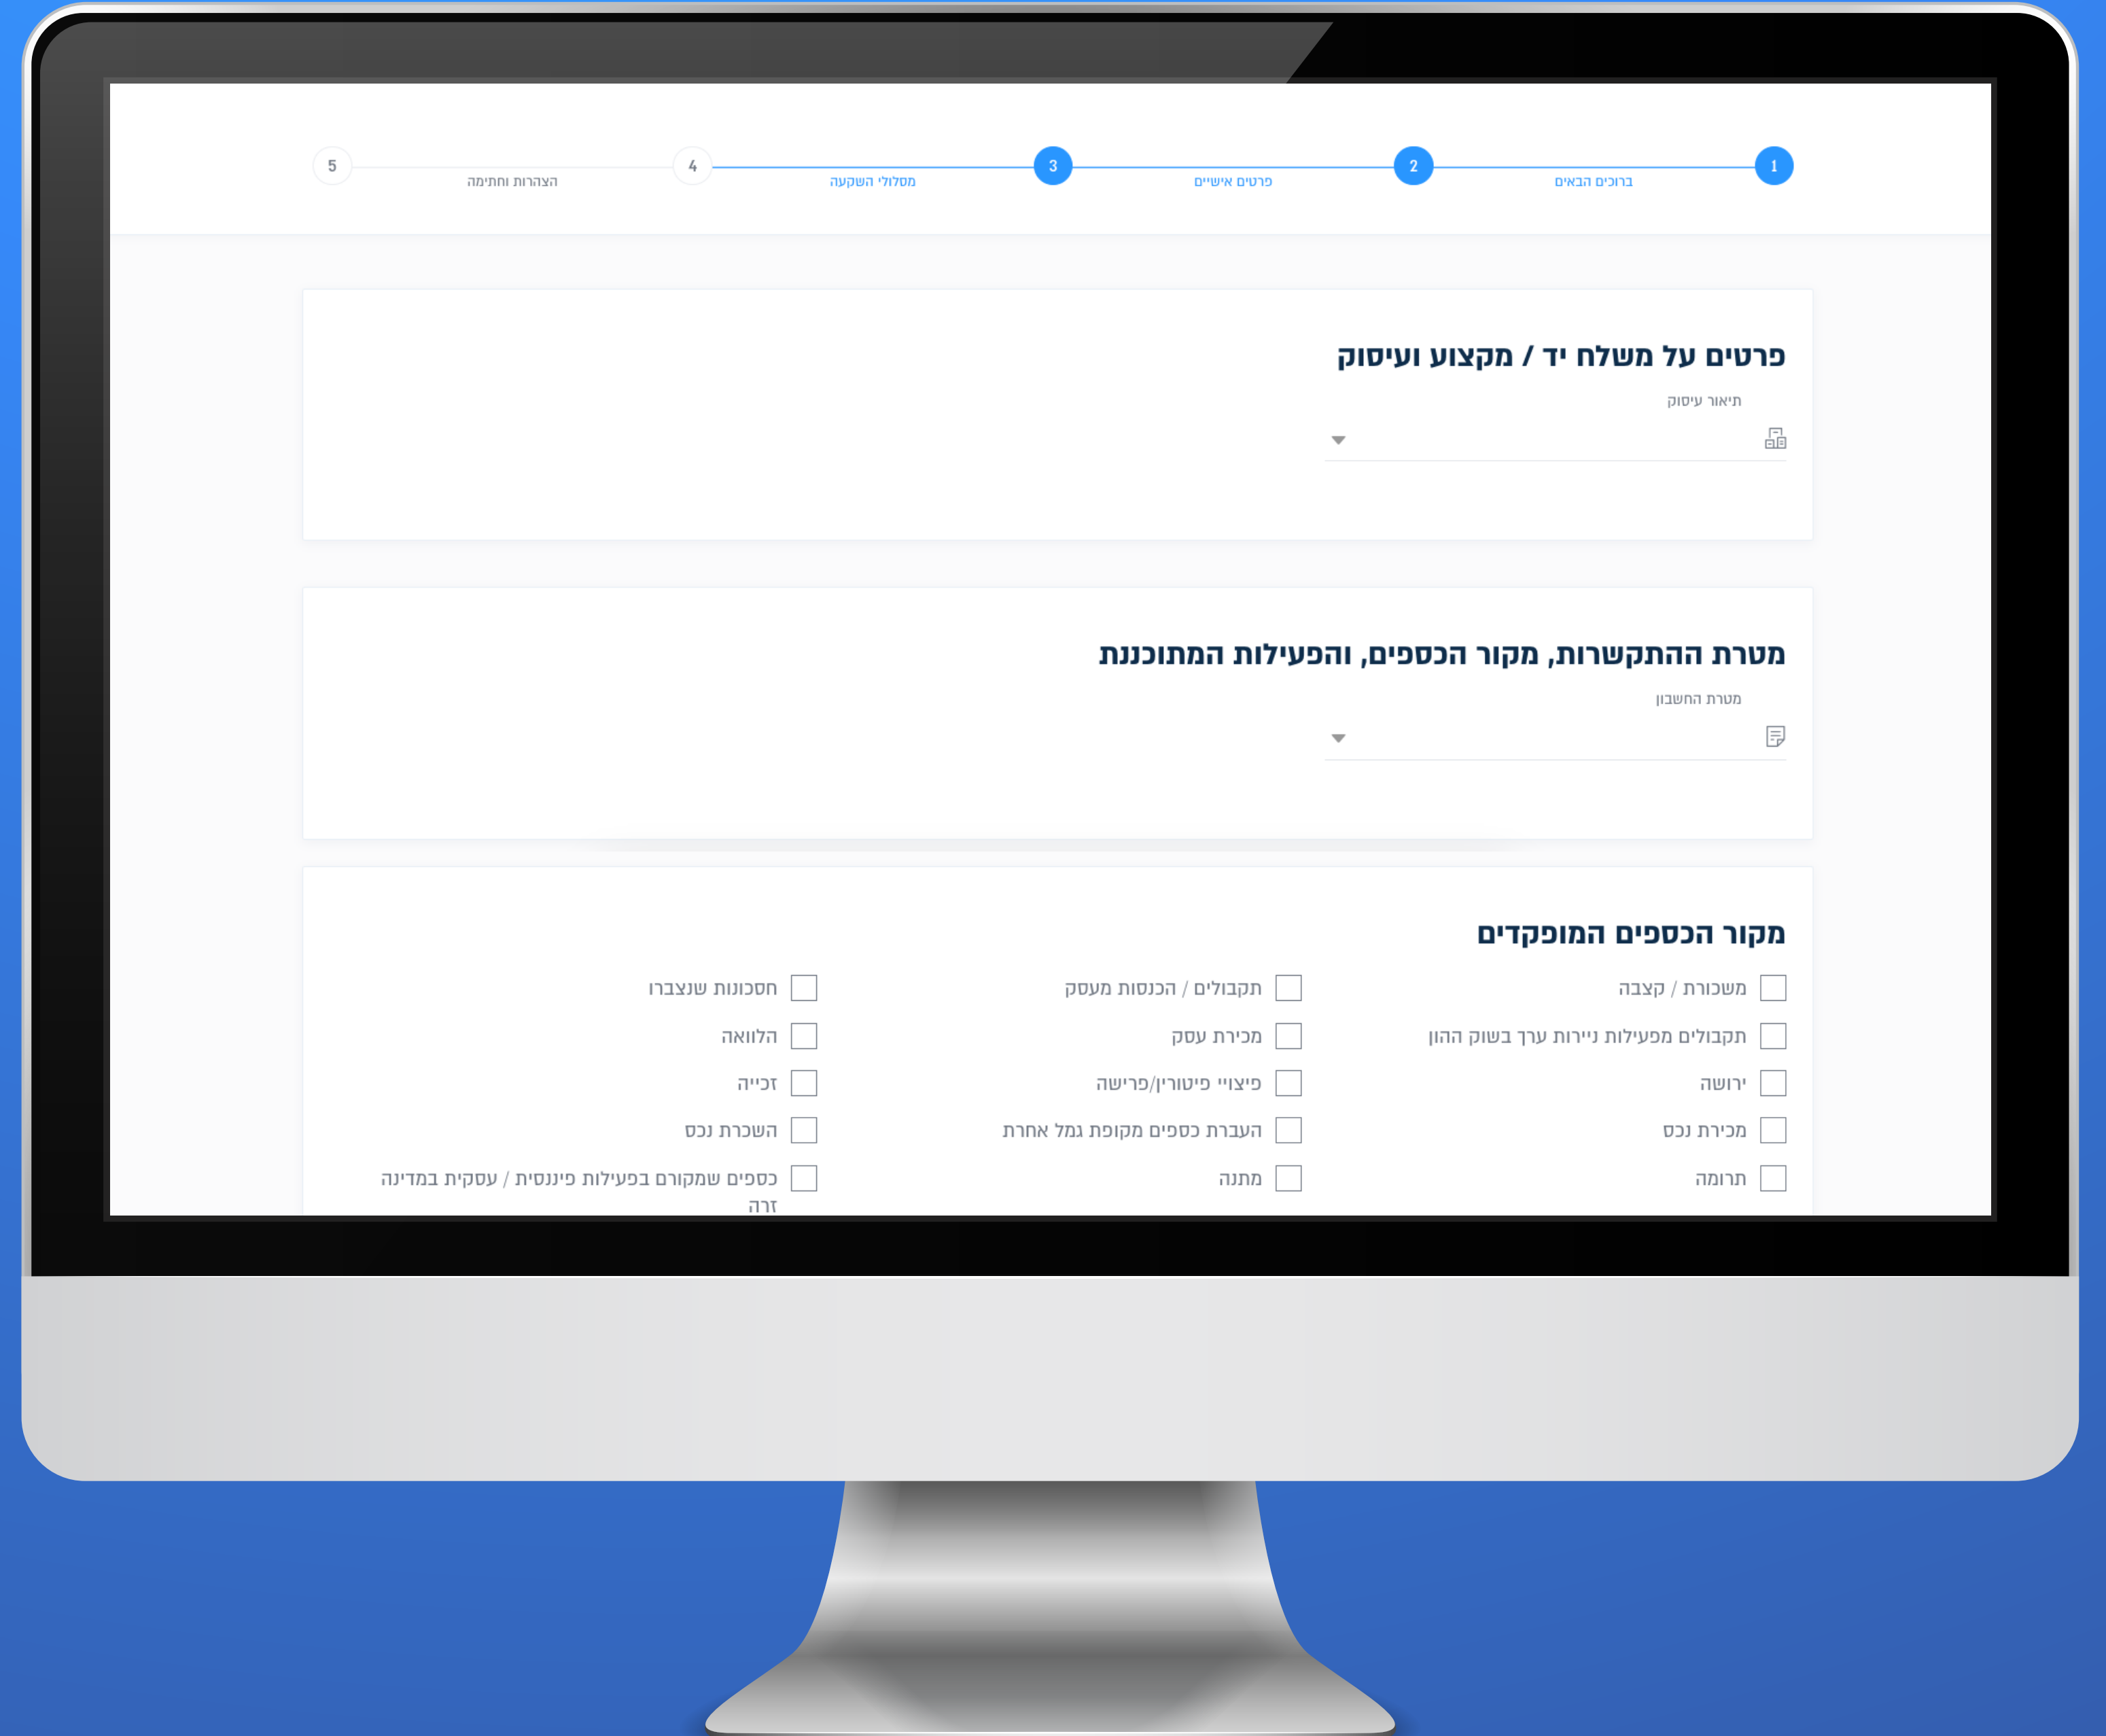 1
2
3
4
5
ברוכים הבאים
פרטים אישיים
מסלולי השקעה
הצהרות וחתימה
פרטים על משלח יד / מקצוע ועיסוק
תיאור עיסוק
מטרת ההתקשרות, מקור הכספים, והפעילות המתוכננת
מטרת החשבון
מקור הכספים המופקדים
משכורת / קצבה
תקבולים / הכנסות מעסק
חסכונות שנצברו
תקבולים מפעילות ניירות ערך בשוק ההון
מכירת עסק
הלוואה
ירושה
פיצויי פיטורין/פרישה
זכייה
מכירת נכס
העברת כספים מקופת גמל אחרת
השכרת נכס
תרומה
מתנה
כספים שמקורם בפעילות פיננסית / עסקית במדינה
זרה